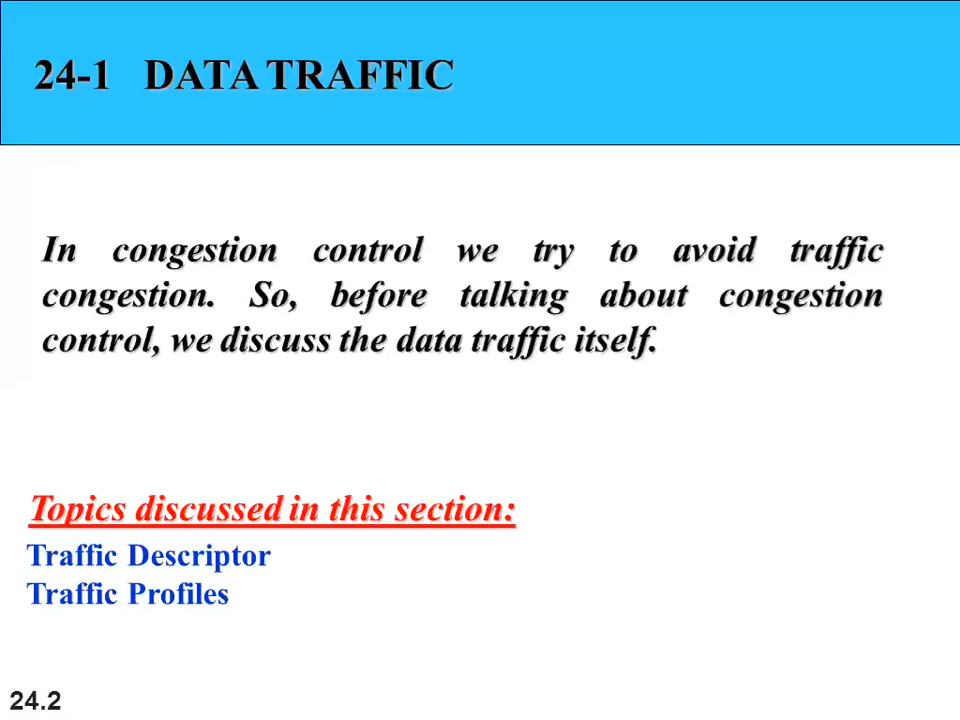 24-1 DATA TRAFFIC
In congestion control we try to avoid traffic
congestion. So, before talking about congestion
control, we discuss the data traffic itself.
Topics discussed in this section:
Traffic Descriptor
Traffic Profiles
24.2